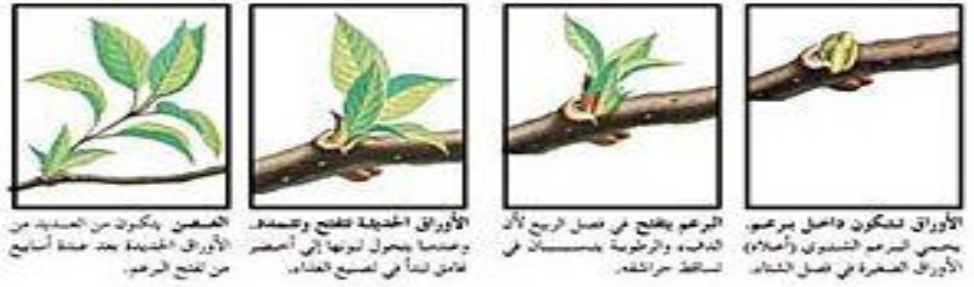 الأوراق تتكون داخل برعم.
يحمي البرعم الشتوي (أعلاه)
الأوراق الصغيرة في فصل الشتاء.
البرعم يتفتح في فصل الربيع لأن
الدفء والرطوبة يتسببان في
تساقط حراشفه.
الأوراق الحديثة تتفتح وتتمدد.
وعندما يتحول لونها إلى أخضر
غامق تبدأ في تصنيع الغذاء.
الغصن يتكون من العديد من
الأوراق الجديدة بعد عدة أسابيع
من تفتح البرعم.